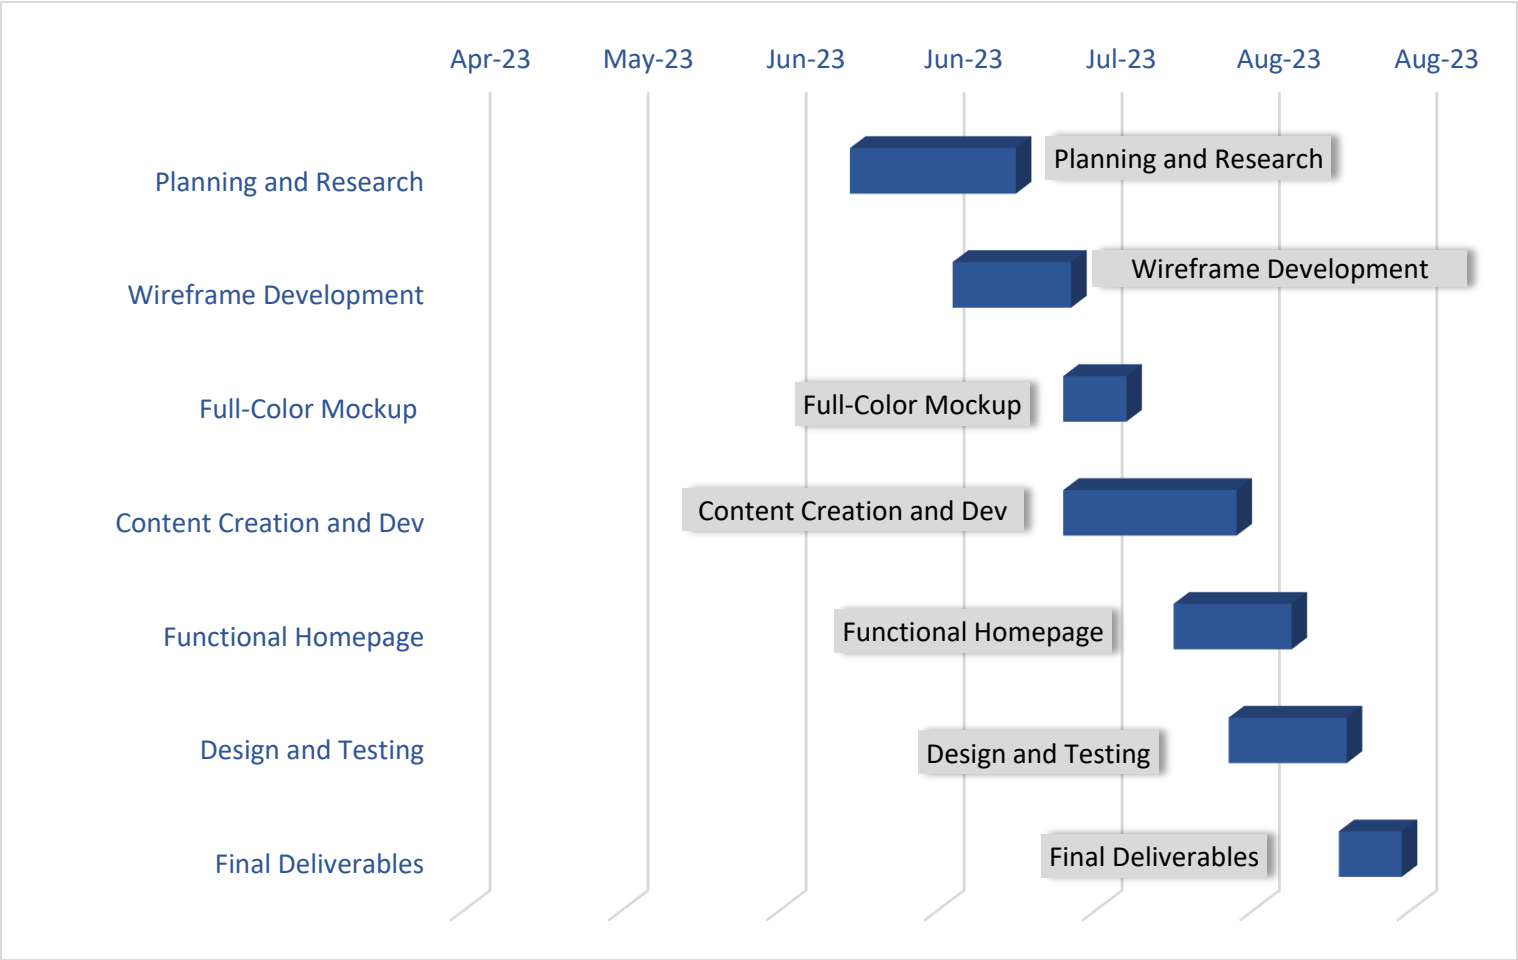 Apr-23 May-23 Jun-23 Jun-23 Jul-23 Aug-23 Aug-23
Planning and Research
Planning and Research
Wireframe Development
Wireframe Development
Full-Color Mockup
Full-Color Mockup
Content Creation and Dev
Content Creation and Dev
Functional Homepage
Functional Homepage
Design and Testing
Design and Testing
Final Deliverables
Final Deliverables